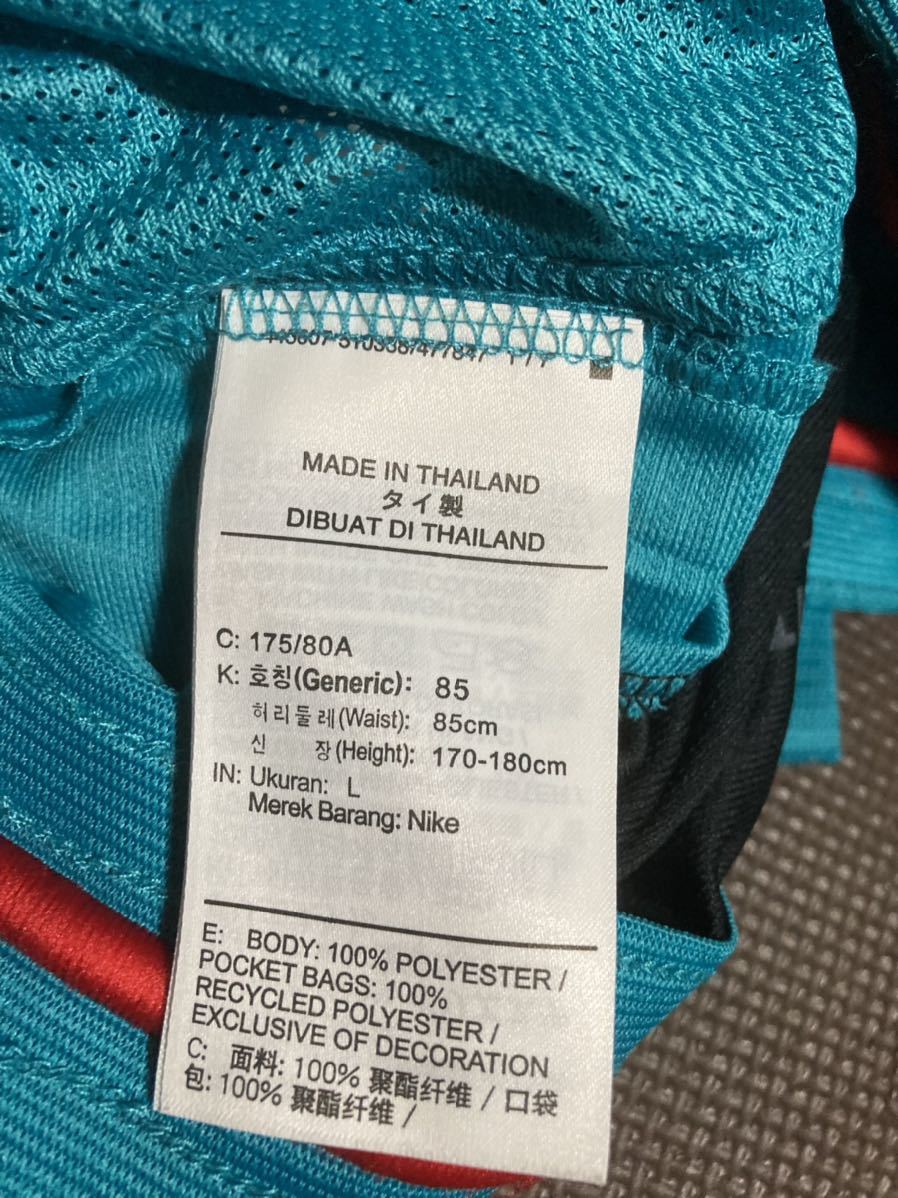 MADE IN THAILAND
タイ製
DIBUAT DI THAILAND
C: 175/80A
K: 호칭(Generic): 85
허리둘레(Waist): 85cm
신 장(Height): 170-180cm
IN: Ukuran: L
Merek Barang: Nike
E: BODY: 100% POLYESTER /
POCKET BAGS: 100%
RECYCLED POLYESTER /
EXCLUSIVE OF DECORATION
C: 面料: 100% 聚酯纤维 / 口袋
包: 100% 聚酯纤维 /